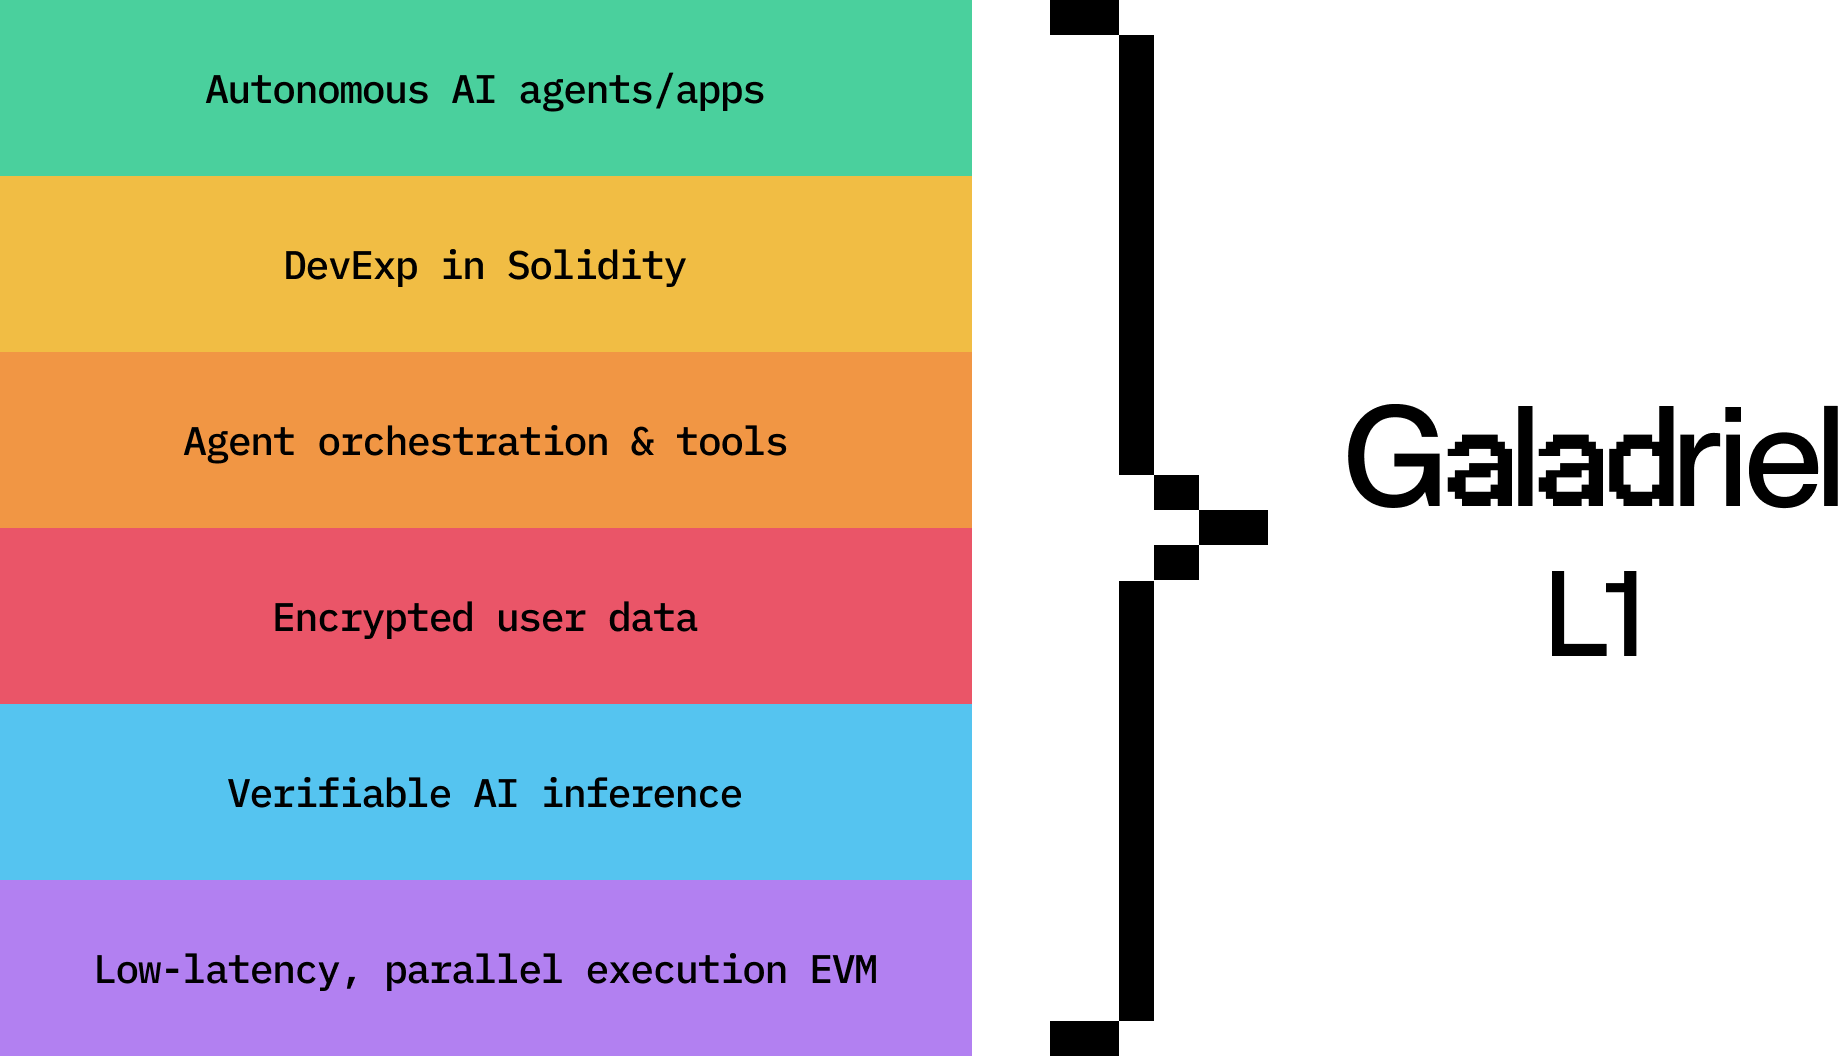 Autonomous AI agents/apps
DevExp in Solidity
Agent orchestration & tools
Encrypted user data
Verifiable AI inference
Low-latency, parallel execution EVM
Galadriel
L1